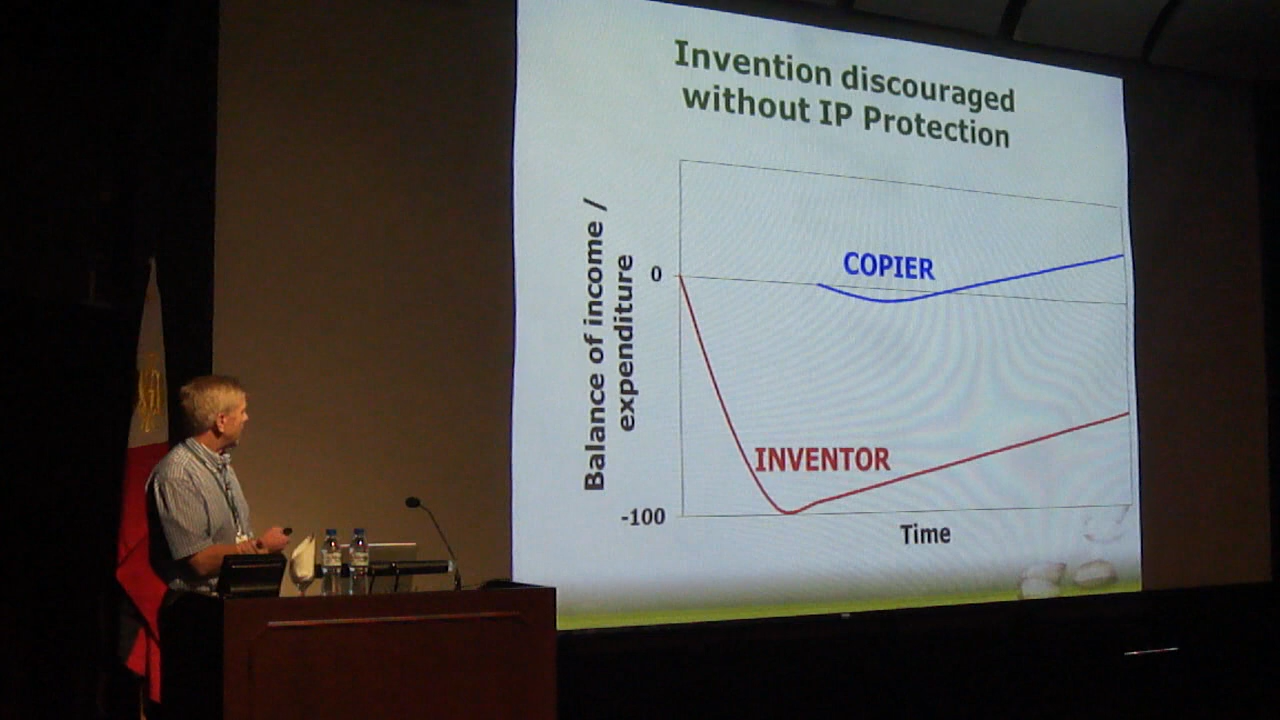 Invention discouraged
without IP Protection
Balance of income /
expenditure
0
COPIER
INVENTOR
-100
Time